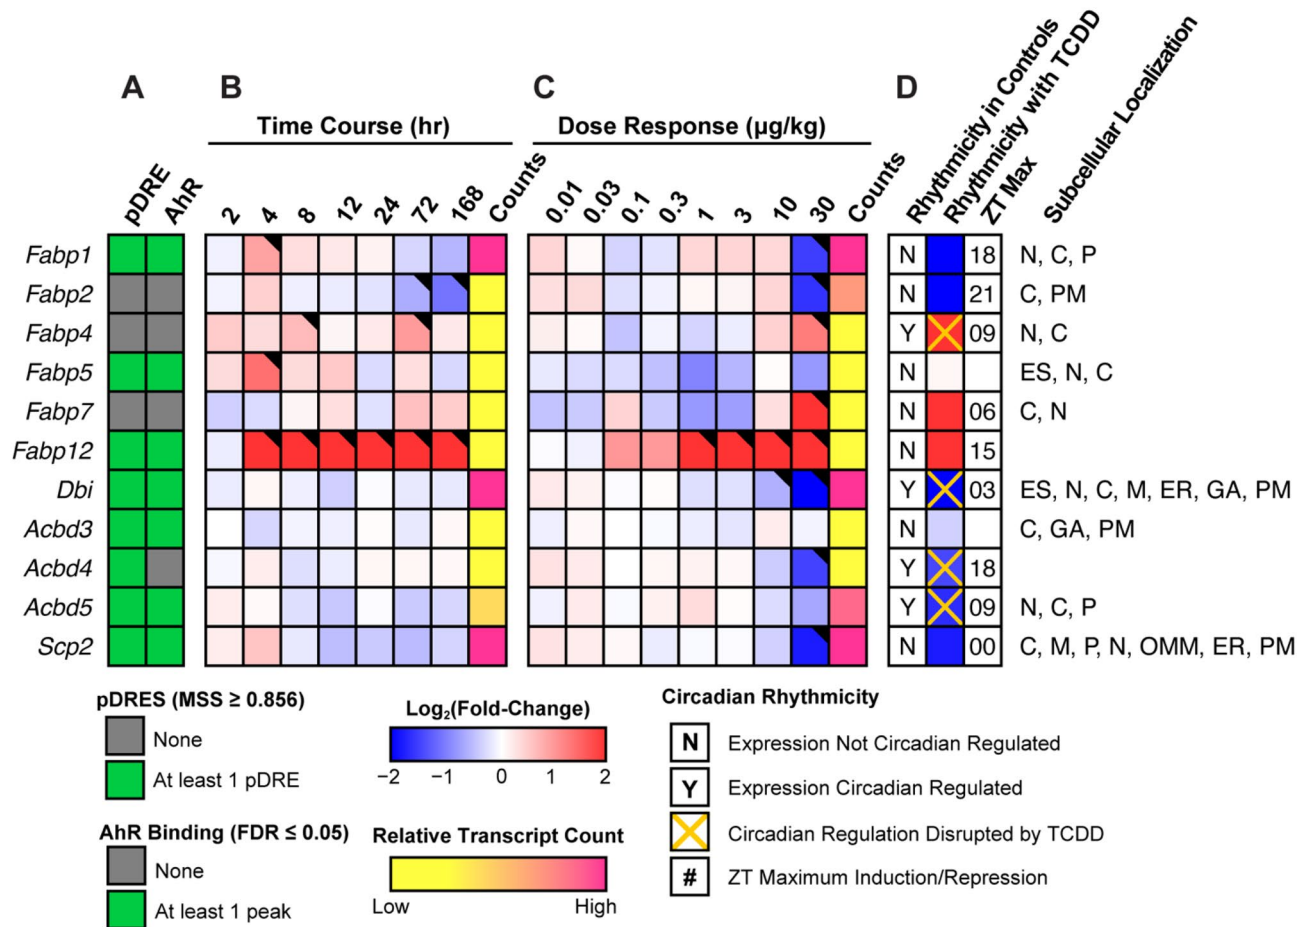 A B C D
Time Course (hr) Dose Response (µg/kg)
pDRE AhR 2 4 8 12 24 72 168 Counts 0.01 0.03 0.1 0.3 1 3 10 30 Counts Rhythmicity in Controls Rhythmicity with TCDD ZT Max Subcellular Localization
Fabp1 N 18 N, C, P
Fabp2 N 21 C, PM
Fabp4 Y 09 N, C
Fabp5 N ES, N, C
Fabp7 N 06 C, N
Fabp12 N 15
Dbi Y 03 ES, N, C, M, ER, GA, PM
Acbd3 N C, GA, PM
Acbd4 Y 18
Acbd5 Y 09 N, C, P
Scp2 N 00 C, M, P, N, OMM, ER, PM
pDRES (MSS ≥ 0.856)
None
At least 1 pDRE
AhR Binding (FDR ≤ 0.05)
None
At least 1 peak
Log₂(Fold-Change)
−2 −1 0 1 2
Relative Transcript Count
Low High
Circadian Rhythmicity
N Expression Not Circadian Regulated
Y Expression Circadian Regulated
Circadian Regulation Disrupted by TCDD
# ZT Maximum Induction/Repression